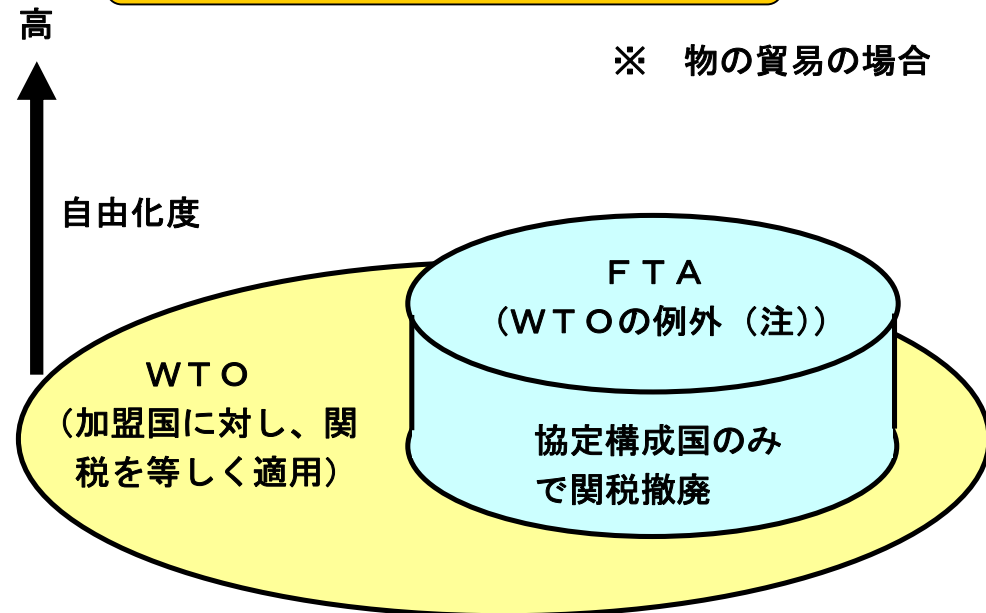 高
※　物の貿易の場合
自由化度
ＦＴＡ
（ＷＴＯの例外（注））
ＷＴＯ
（加盟国に対し、関
税を等しく適用）
協定構成国のみ
で関税撤廃